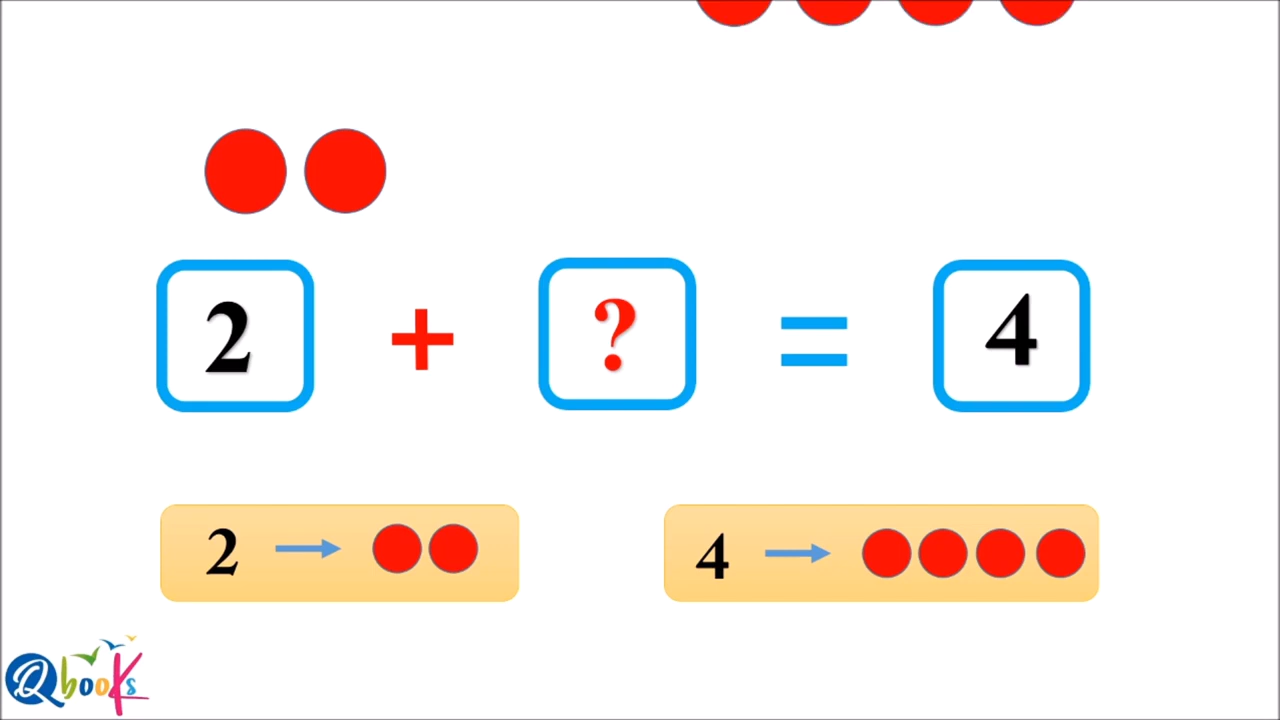 2 + ? = 4
2 → 4 →
Qbooks